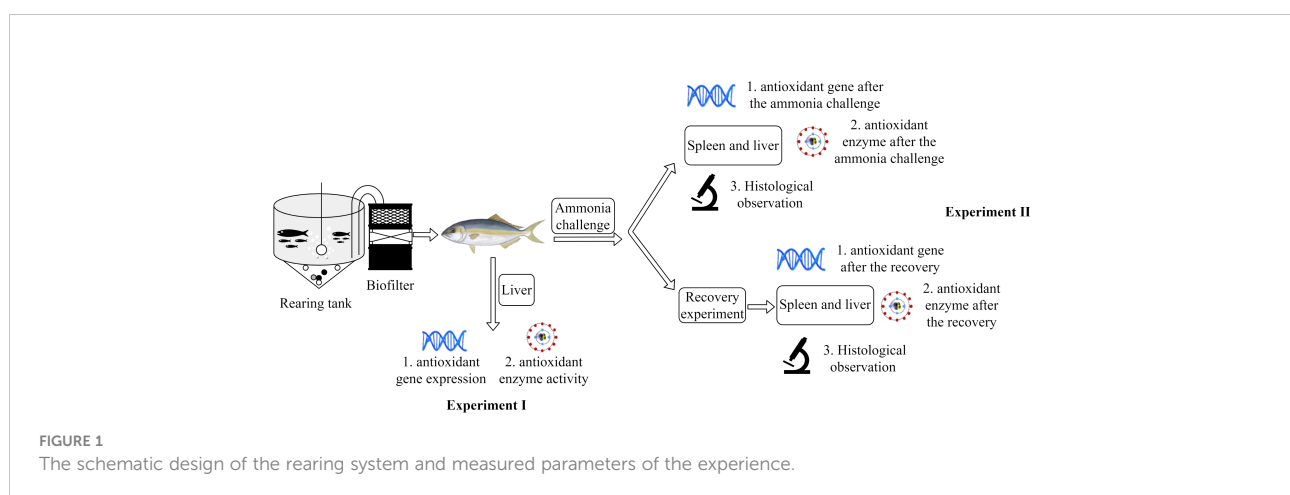 Rearing tank
Biofilter
Liver
1. antioxidant
gene expression
2. antioxidant
enzyme activity
Experiment I
Ammonia
challenge
1. antioxidant gene after
the ammonia challenge
Spleen and liver
2. antioxidant
enzyme after the
ammonia challenge
3. Histological
observation
Experiment II
Recovery
experiment
1. antioxidant gene
after the recovery
Spleen and liver
2. antioxidant
enzyme after
the recovery
3. Histological
observation
FIGURE 1
The schematic design of the rearing system and measured parameters of the experience.